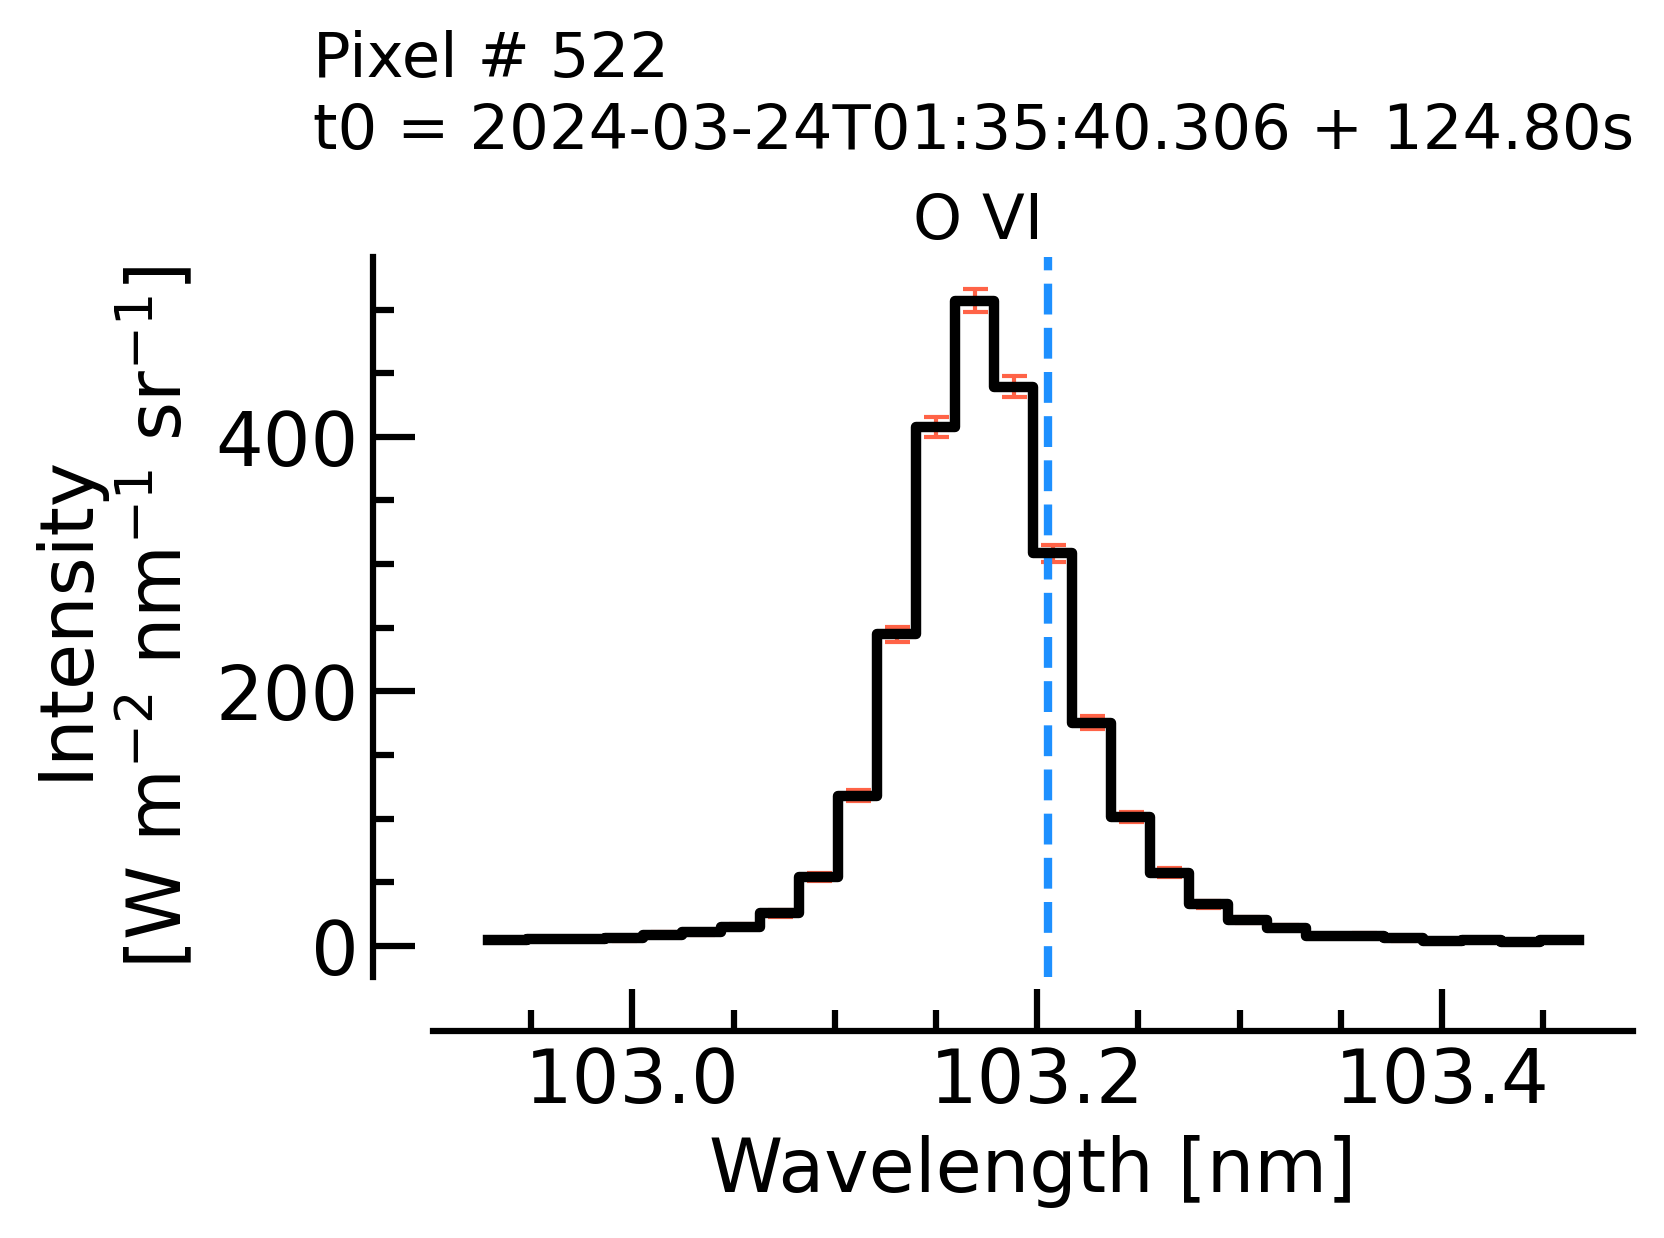 Pixel # 522
t0 = 2024-03-24T01:35:40.306 + 124.80s
O VI
Intensity
[W m⁻² nm⁻¹ sr⁻¹]
400
200
0
103.0 103.2 103.4
Wavelength [nm]